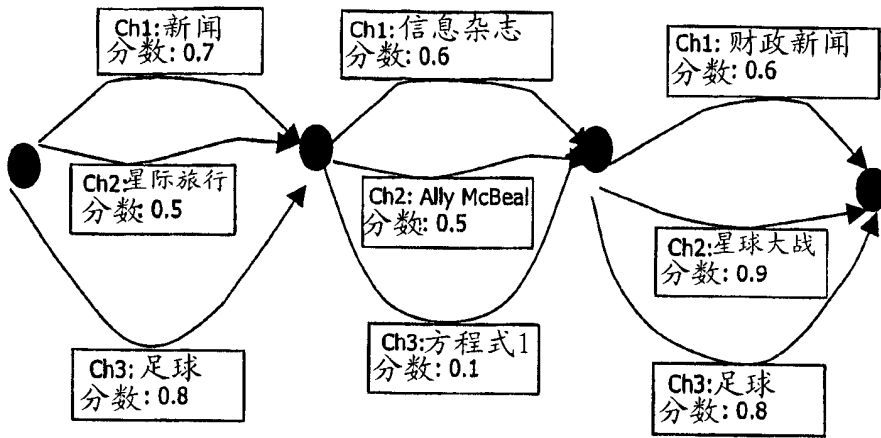 Ch1: 新闻
分数: 0.7
Ch1: 信息杂志
分数: 0.6
Ch1: 财政新闻
分数: 0.6
Ch2: 星际旅行
分数: 0.5
Ch2: Ally McBeal
分数: 0.5
Ch2: 星球大战
分数: 0.9
Ch3: 足球
分数: 0.8
Ch3: 方程式1
分数: 0.1
Ch3: 足球
分数: 0.8